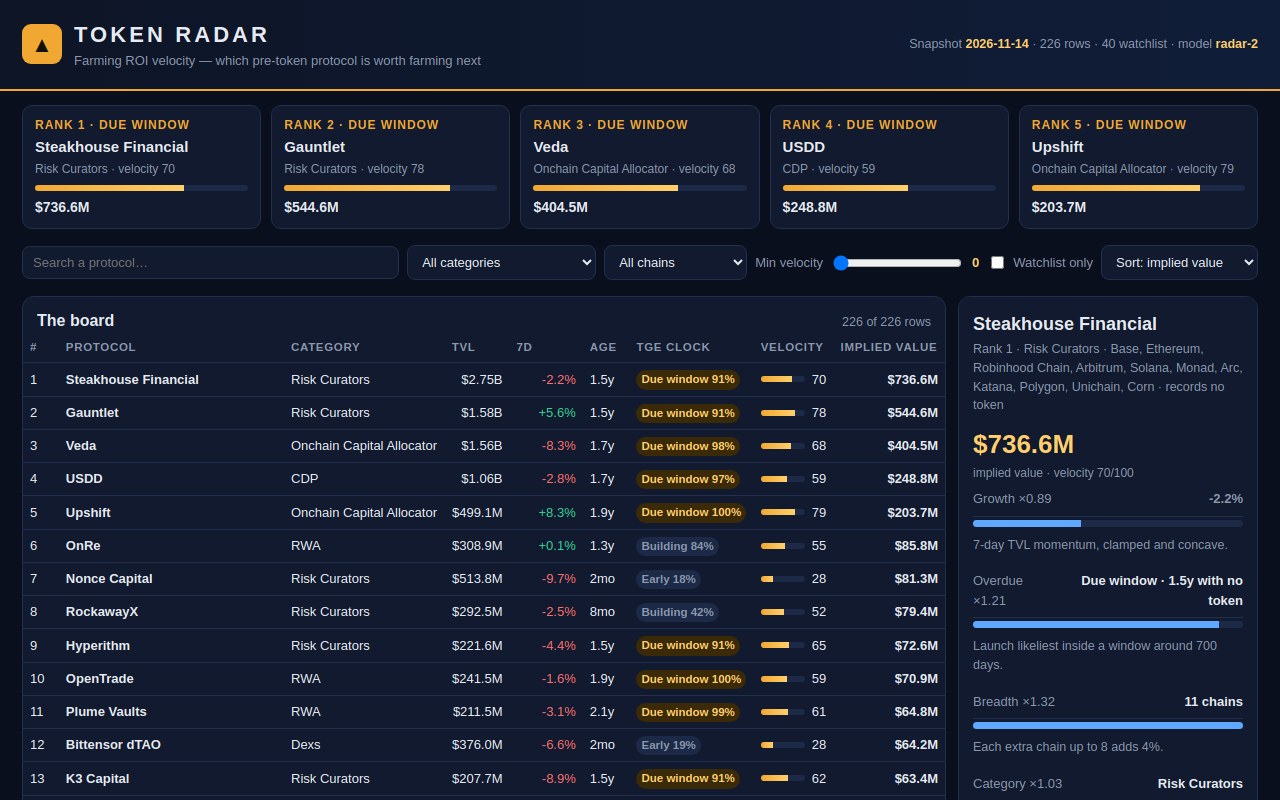 ▲
TOKEN RADAR
Farming ROI velocity — which pre-token protocol is worth farming next
Snapshot 2026-11-14 · 226 rows · 40 watchlist · model radar-2
RANK 1 · DUE WINDOW
Steakhouse Financial
Risk Curators · velocity 70
$736.6M
RANK 2 · DUE WINDOW
Gauntlet
Risk Curators · velocity 78
$544.6M
RANK 3 · DUE WINDOW
Veda
Onchain Capital Allocator · velocity 68
$404.5M
RANK 4 · DUE WINDOW
USDD
CDP · velocity 59
$248.8M
RANK 5 · DUE WINDOW
Upshift
Onchain Capital Allocator · velocity 79
$203.7M
Search a protocol… All categories All chains Min velocity 0 Watchlist only Sort: implied value
The board 226 of 226 rows
# PROTOCOL CATEGORY TVL 7D AGE TGE CLOCK VELOCITY IMPLIED VALUE
1 Steakhouse Financial Risk Curators $2.75B -2.2% 1.5y Due window 91% 70 $736.6M
2 Gauntlet Risk Curators $1.58B +5.6% 1.5y Due window 91% 78 $544.6M
3 Veda Onchain Capital Allocator $1.56B -8.3% 1.7y Due window 98% 68 $404.5M
4 USDD CDP $1.06B -2.8% 1.7y Due window 97% 59 $248.8M
5 Upshift Onchain Capital Allocator $499.1M +8.3% 1.9y Due window 100% 79 $203.7M
6 OnRe RWA $308.9M +0.1% 1.3y Building 84% 55 $85.8M
7 Nonce Capital Risk Curators $513.8M -9.7% 2mo Early 18% 28 $81.3M
8 RockawayX Risk Curators $292.5M -2.5% 8mo Building 42% 52 $79.4M
9 Hyperithm Risk Curators $221.6M -4.4% 1.5y Due window 91% 65 $72.6M
10 OpenTrade RWA $241.5M -1.6% 1.9y Due window 100% 59 $70.9M
11 Plume Vaults RWA $211.5M -3.1% 2.1y Due window 99% 61 $64.8M
12 Bittensor dTAO Dexs $376.0M -6.6% 2mo Early 19% 28 $64.2M
13 K3 Capital Risk Curators $207.7M -8.9% 1.5y Due window 91% 62 $63.4M
Steakhouse Financial
Rank 1 · Risk Curators · Base, Ethereum,
Robinhood Chain, Arbitrum, Solana, Monad, Arc,
Katana, Polygon, Unichain, Corn · records no
token
$736.6M
implied value · velocity 70/100
Growth ×0.89 -2.2%
7-day TVL momentum, clamped and concave.
Overdue Due window · 1.5y with no
×1.21 token
Launch likeliest inside a window around 700
days.
Breadth ×1.32 11 chains
Each extra chain up to 8 adds 4%.
Category ×1.03 Risk Curators